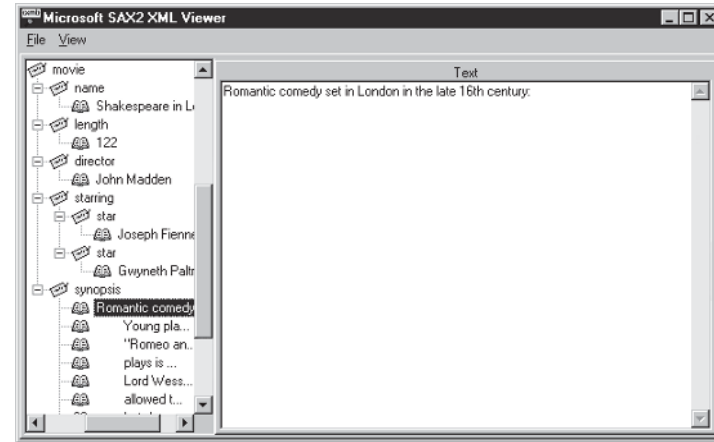 Microsoft SAX2 XML Viewer
File View
movie
name
Shakespeare in L
length
122
director
John Madden
starring
star
Joseph Fienne
star
Gwyneth Paltr
synopsis
Romantic comedy
Young pla...
"Romeo an..
plays is ...
Lord Wess...
allowed t...
Text
Romantic comedy set in London in the late 16th century: